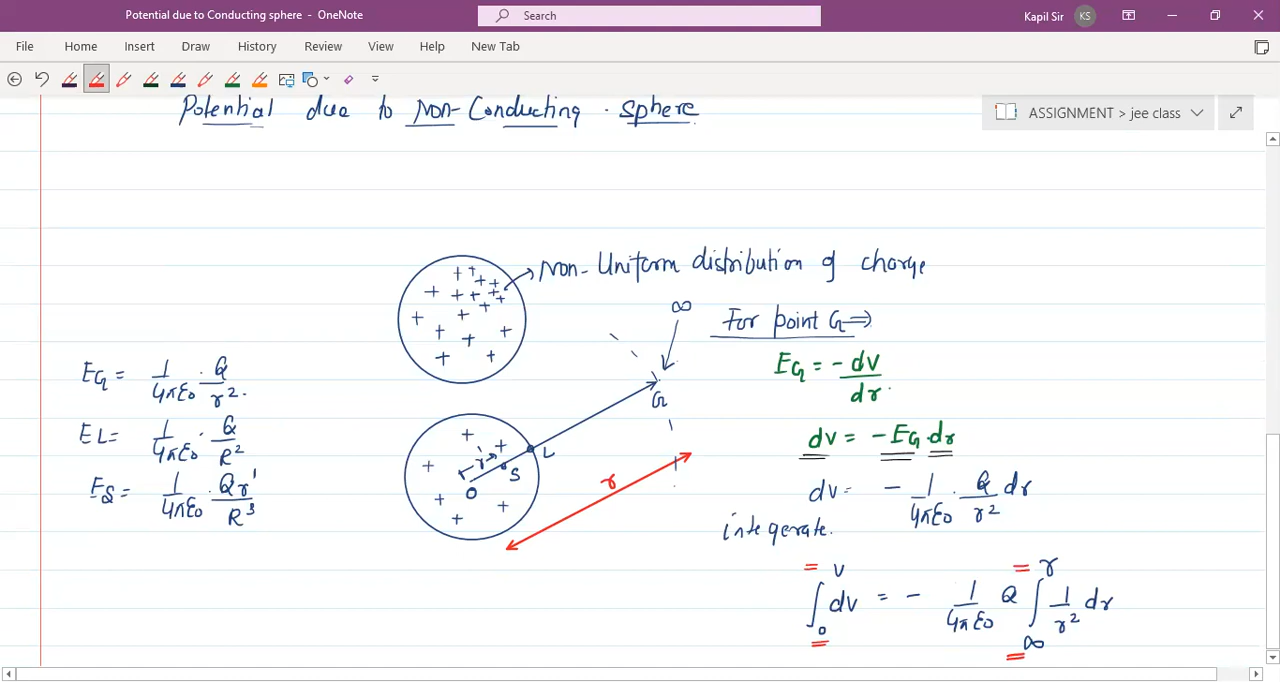 Potential due to Conducting sphere - OneNote
Search
Kapil Sir KS
File Home Insert Draw History Review View Help New Tab
Potential due to Non-Conducting sphere
ASSIGNMENT > jee class
Non-Uniform distribution of charge
∞
For point G ⇒
EG = 1/4πε0 · Q/r²
EL = 1/4πε0 · Q/R²
ES = 1/4πε0 · Qr'/R³
G
L
S
r'
O
r
EG = -dV/dr
dv = -EG · dr
dv = - 1/4πε0 · Q/r² dr
integerate.
∫₀ⱽ dv = - 1/4πε0 Q ∫∞ʳ 1/r² dr